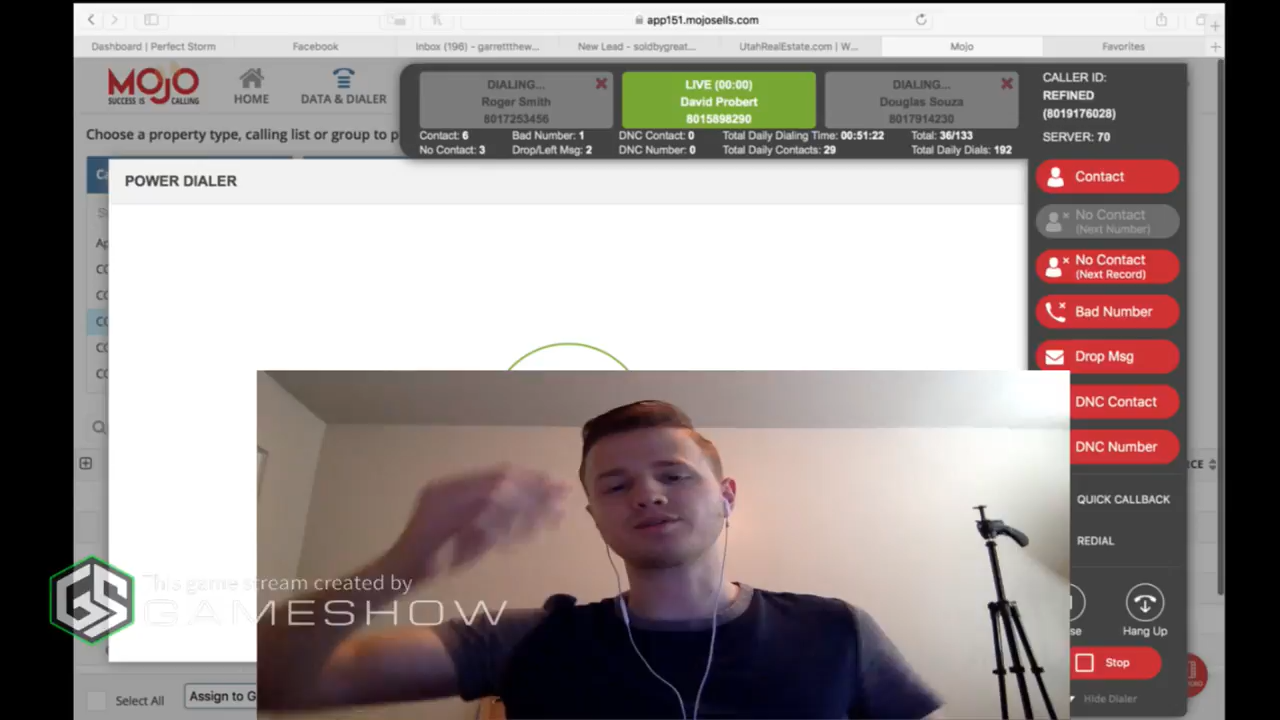 app151.mojosells.com
Dashboard | Perfect Storm
Facebook
Inbox (196) - garrettthew...
New Lead - soldbygreat...
UtahRealEstate.com | W...
Mojo
Favorites
MOJO
SUCCESS IS CALLING
HOME
DATA & DIALER
DIALING...
Roger Smith
8017253456
LIVE (00:00)
David Probert
8015898290
DIALING...
Douglas Souza
8017914230
CALLER ID:
REFINED
(8019176028)
SERVER: 70
Contact: 6
Bad Number: 1
DNC Contact: 0
Total Daily Dialing Time: 00:51:22
Total: 36/133
No Contact: 3
Drop/Left Msg: 2
DNC Number: 0
Total Daily Contacts: 29
Total Daily Dials: 192
Choose a property type, calling list or group to p
POWER DIALER
Contact
No Contact
(Next Number)
No Contact
(Next Record)
Bad Number
Drop Msg
DNC Contact
DNC Number
QUICK CALLBACK
REDIAL
Hang Up
Stop
Hide Dialer
This game stream created by
GAMESHOW
Select All
Assign to G